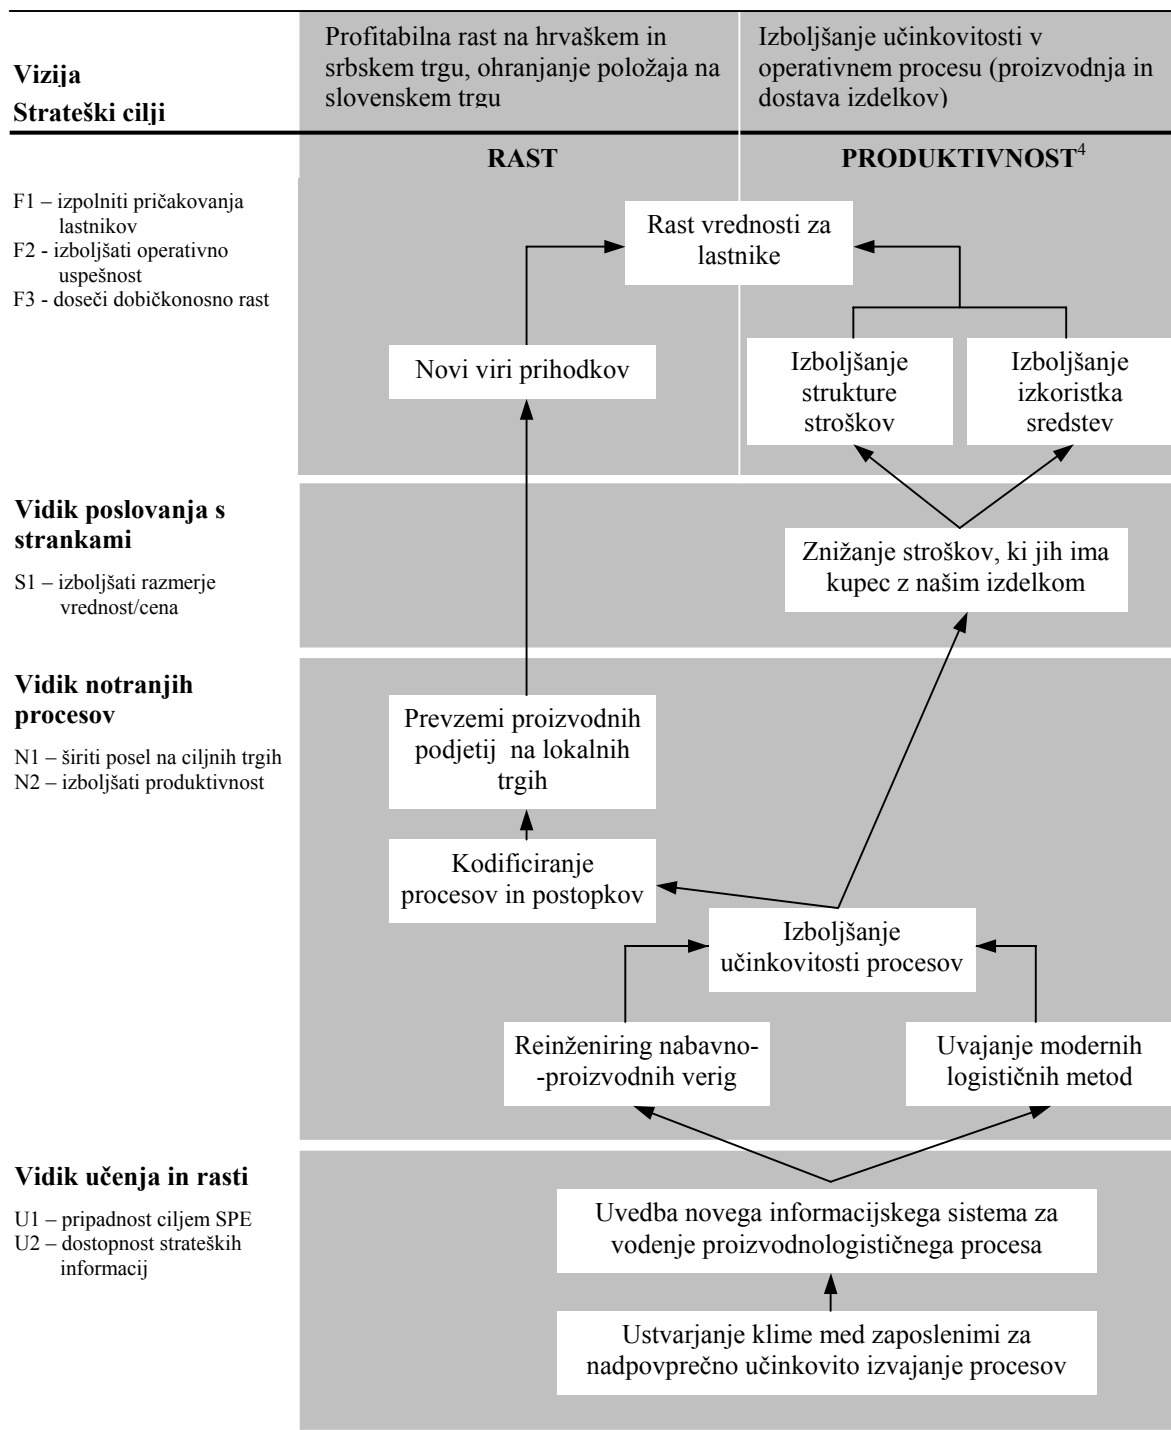 Vizija
Strateški cilji
Profitabilna rast na hrvaškem in
srbskem trgu, ohranjanje položaja na
slovenskem trgu
Izboljšanje učinkovitosti v
operativnem procesu (proizvodnja in
dostava izdelkov)
RAST
PRODUKTIVNOST⁴
F1 – izpolniti pričakovanja
lastnikov
F2 - izboljšati operativno
uspešnost
F3 - doseči dobičkonosno rast
Rast vrednosti za
lastnike
Novi viri prihodkov
Izboljšanje
strukture
stroškov
Izboljšanje
izkoristka
sredstev
Vidik poslovanja s
strankami
S1 – izboljšati razmerje
vrednost/cena
Znižanje stroškov, ki jih ima
kupec z našim izdelkom
Vidik notranjih
procesov
N1 – širiti posel na ciljnih trgih
N2 – izboljšati produktivnost
Prevzemi proizvodnih
podjetij na lokalnih
trgih
Kodificiranje
procesov in postopkov
Izboljšanje
učinkovitosti procesov
Reinženiring nabavno-
-proizvodnih verig
Uvajanje modernih
logističnih metod
Vidik učenja in rasti
U1 – pripadnost ciljem SPE
U2 – dostopnost strateških
informacij
Uvedba novega informacijskega sistema za
vodenje proizvodnologističnega procesa
Ustvarjanje klime med zaposlenimi za
nadpovprečno učinkovito izvajanje procesov